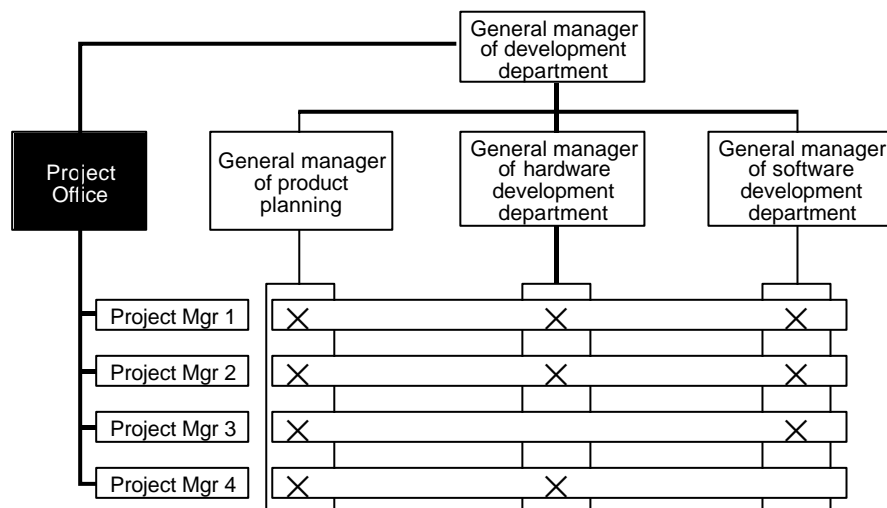 General manager
of development
department
Project
Office
General manager
of product
planning
General manager
of hardware
development
department
General manager
of software
development
department
Project Mgr 1
Project Mgr 2
Project Mgr 3
Project Mgr 4